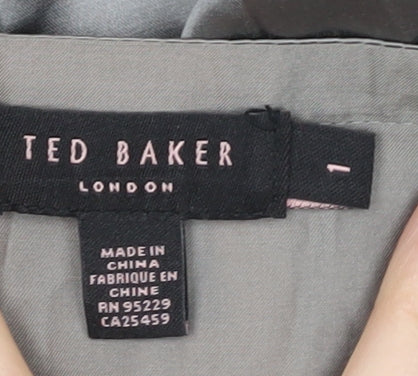 TED BAKER
LONDON
1
MADE IN
CHINA
FABRIQUE EN
CHINE
RN 95229
CA25459